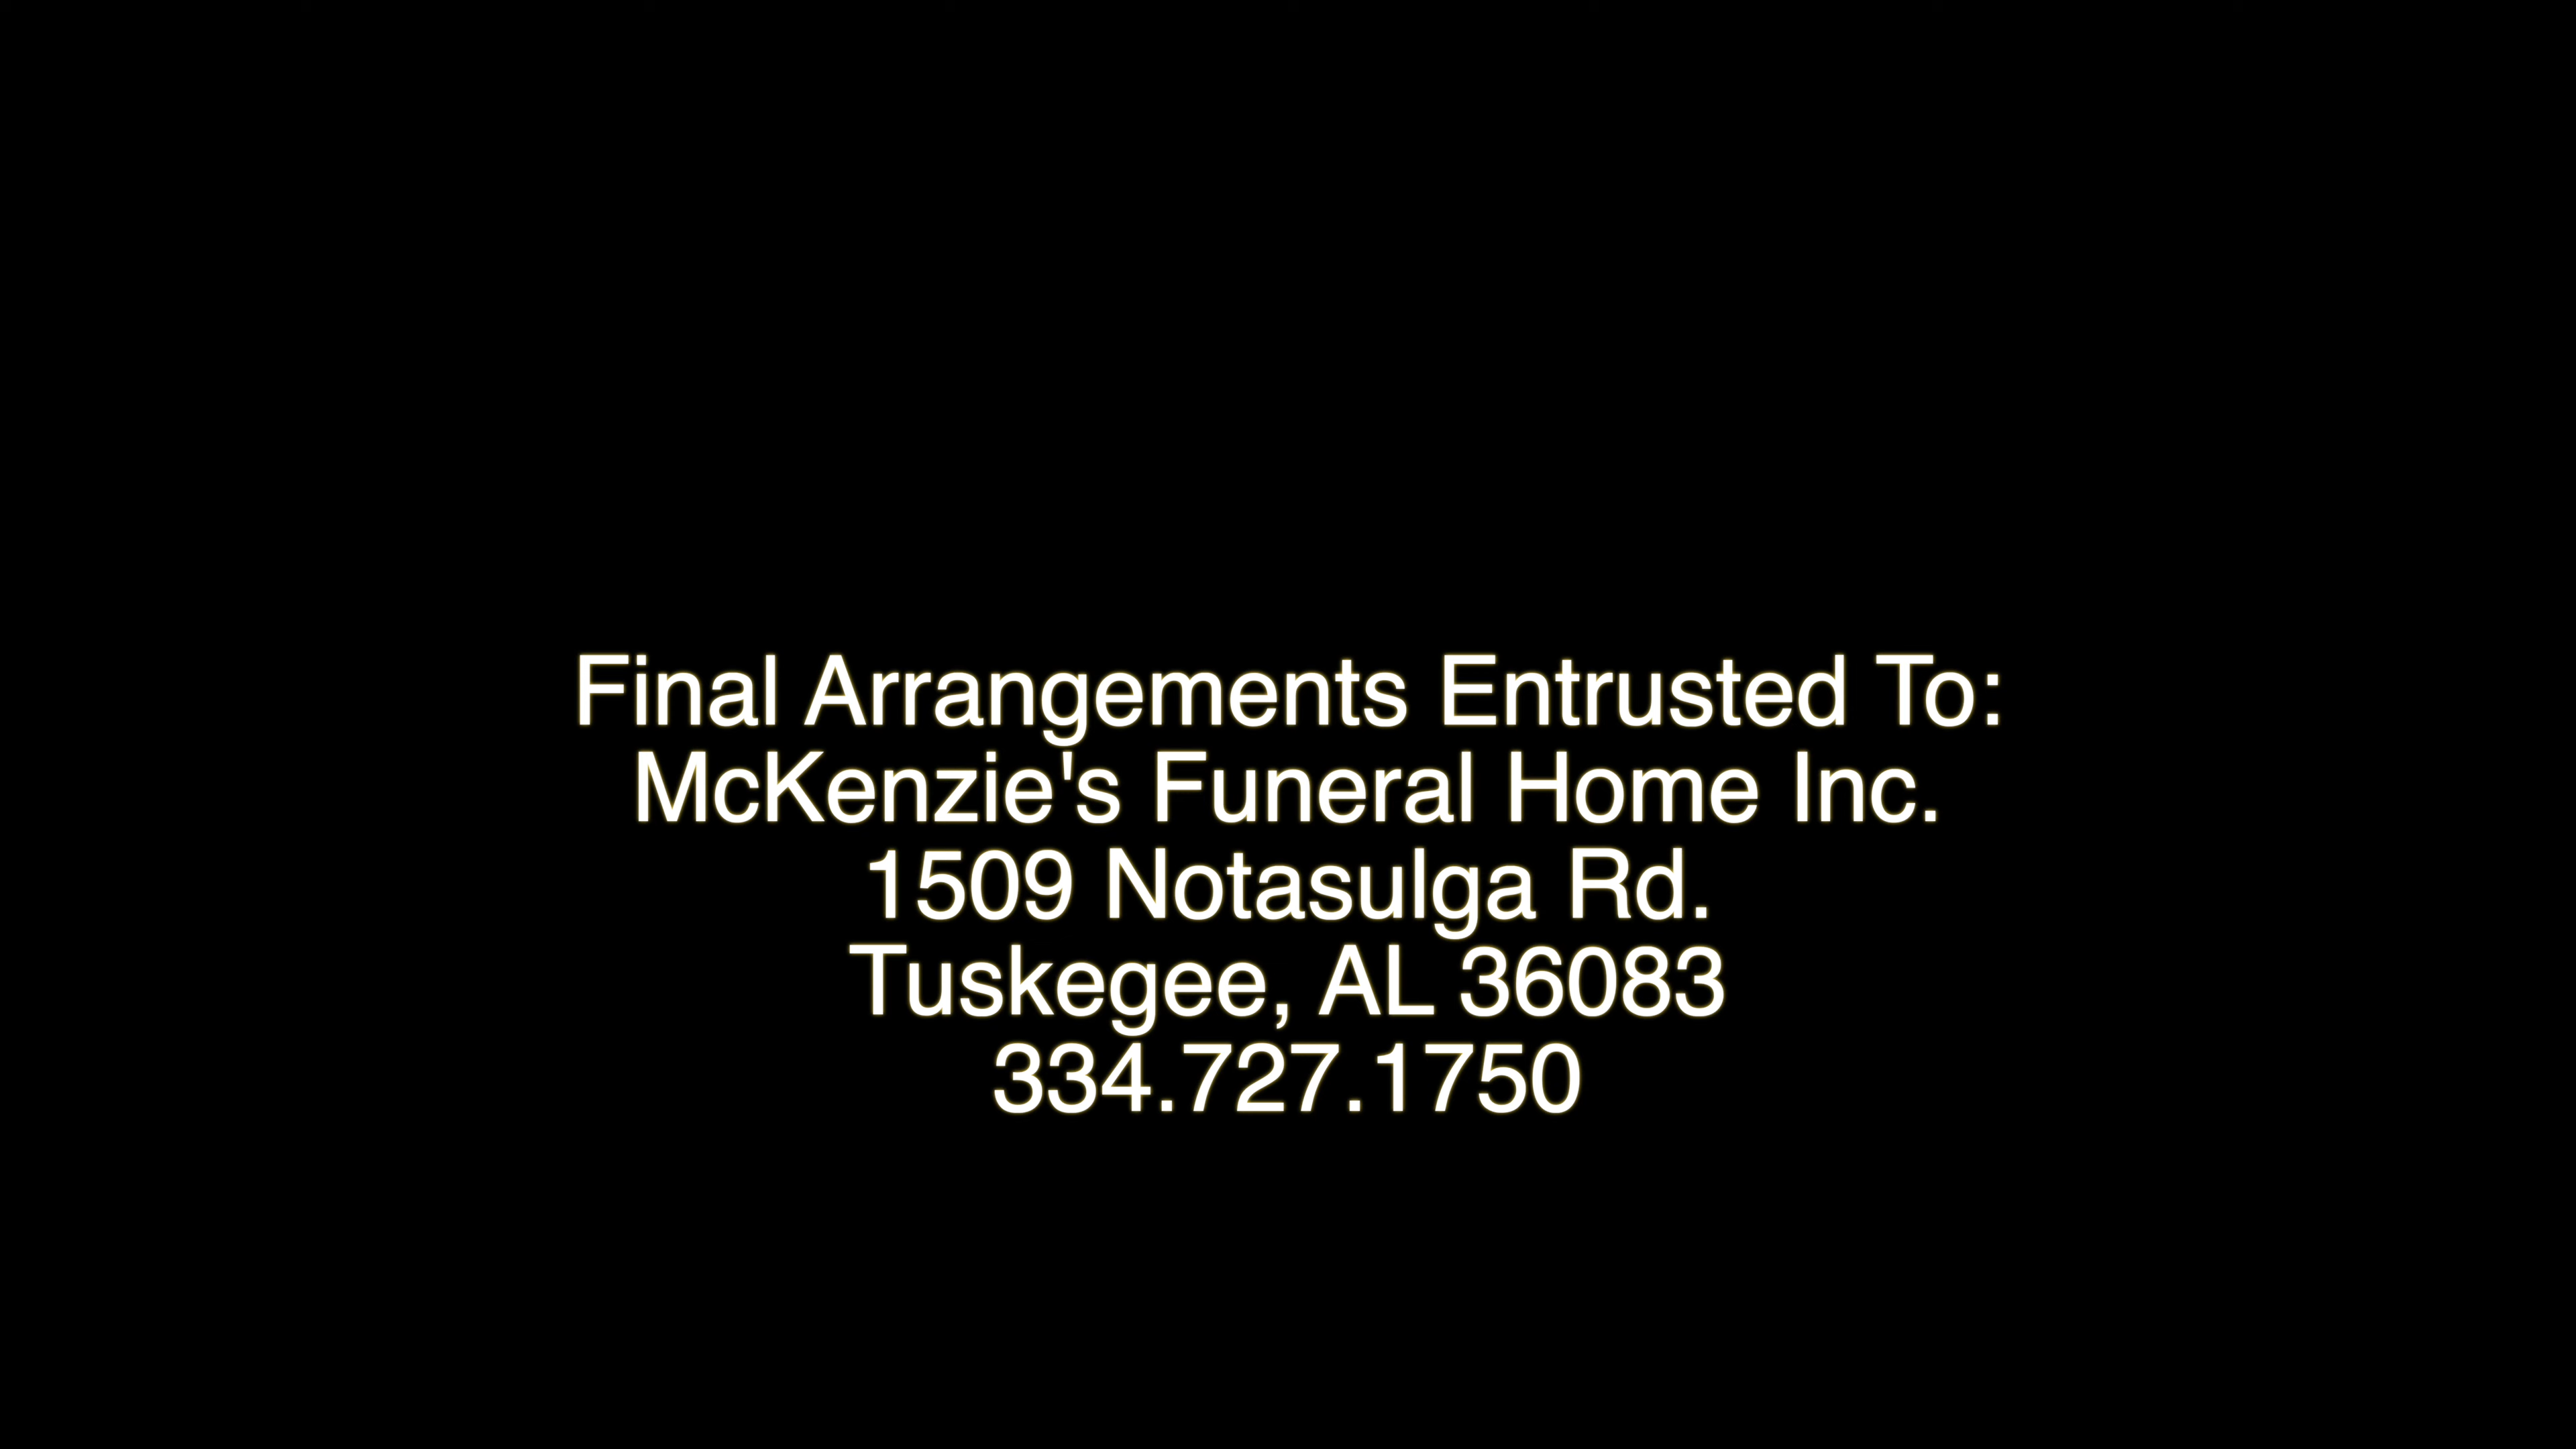 Final Arrangements Entrusted To:
McKenzie's Funeral Home Inc.
1509 Notasulga Rd.
Tuskegee, AL 36083
334.727.1750